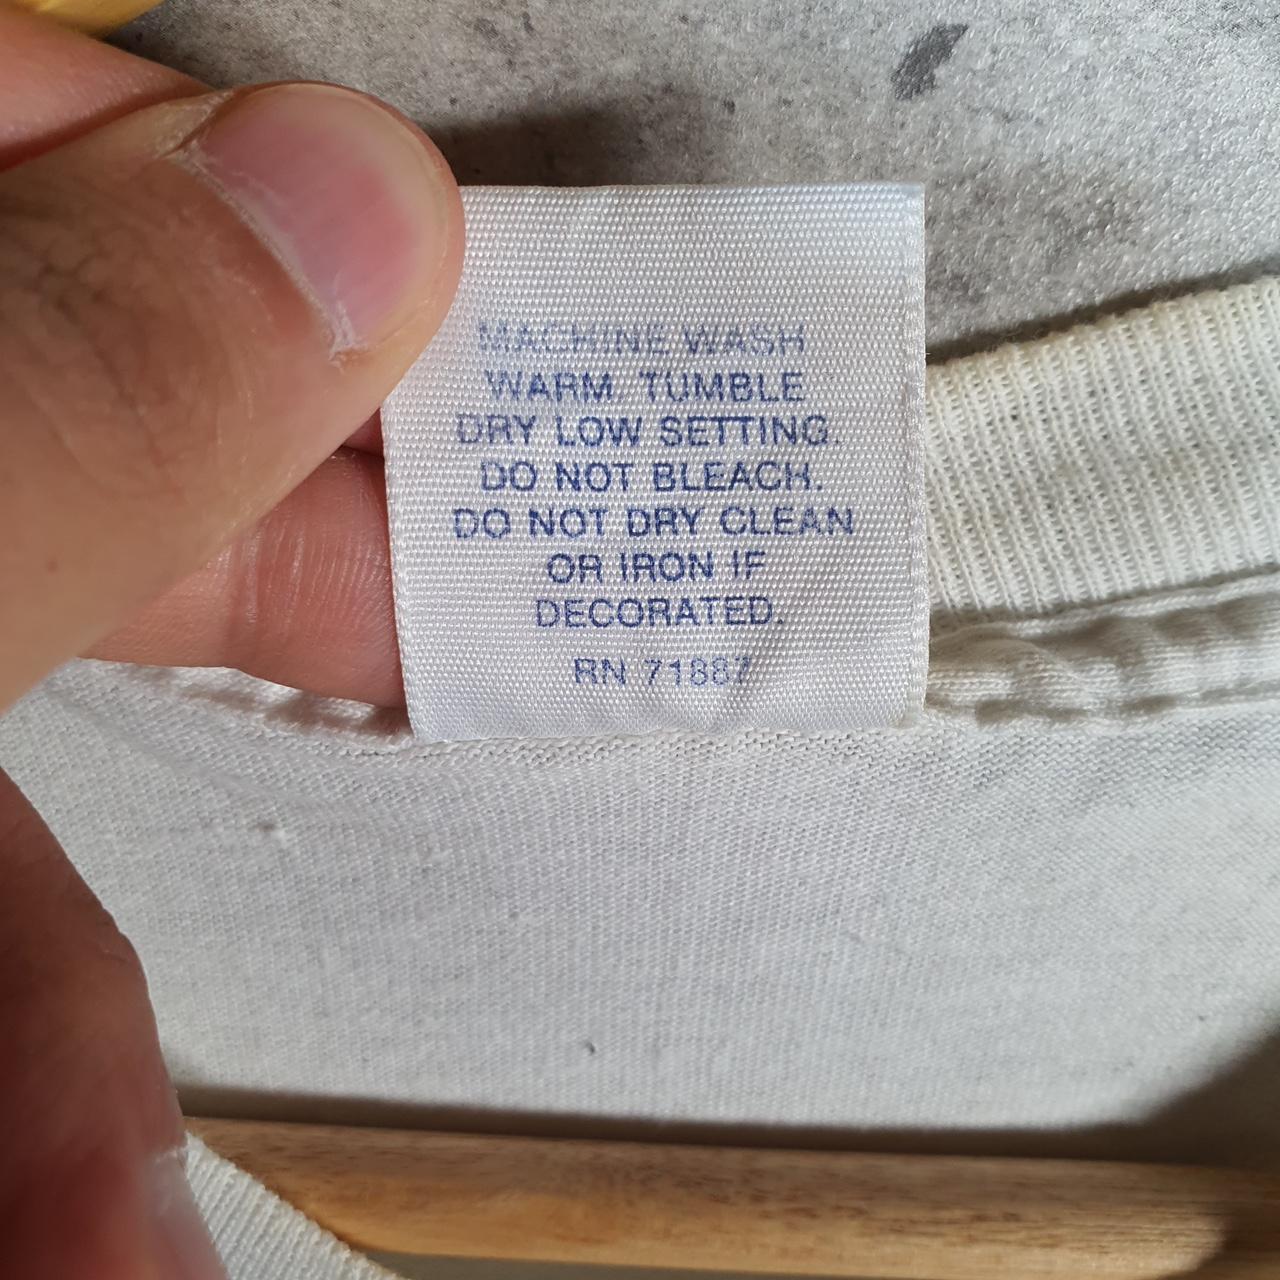 MACHINE WASH
WARM. TUMBLE
DRY LOW SETTING.
DO NOT BLEACH.
DO NOT DRY CLEAN
OR IRON IF
DECORATED.
RN 71887